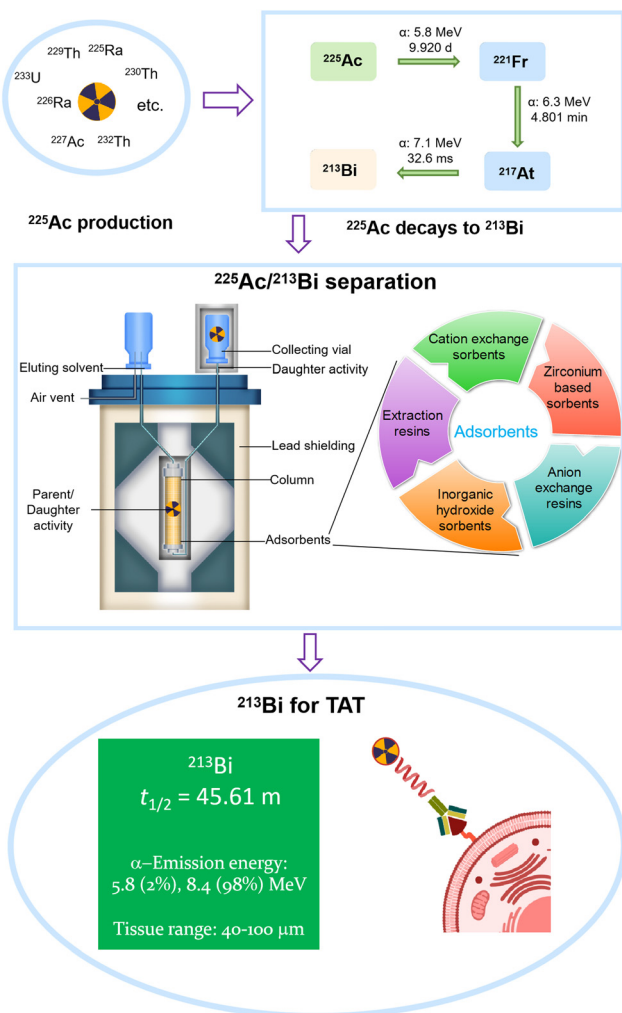 ²²⁹Th ²²⁵Ra
²³³U
²³⁰Th
²²⁶Ra
etc.
²²⁷Ac ²³²Th
²²⁵Ac production
²²⁵Ac
α: 5.8 MeV
9.920 d
²²¹Fr
α: 6.3 MeV
4.801 min
²¹⁷At
α: 7.1 MeV
32.6 ms
²¹³Bi
²²⁵Ac decays to ²¹³Bi
²²⁵Ac/²¹³Bi separation
Eluting solvent
Air vent
Parent/
Daughter
activity
Collecting vial
Daughter activity
Lead shielding
Column
Adsorbents
Cation exchange
sorbents
Zirconium
based
sorbents
Extraction
resins
Adsorbents
Anion
exchange
resins
Inorganic
hydroxide
sorbents
²¹³Bi for TAT
²¹³Bi
t₁/₂ = 45.61 m
α–Emission energy:
5.8 (2%), 8.4 (98%) MeV
Tissue range: 40-100 μm